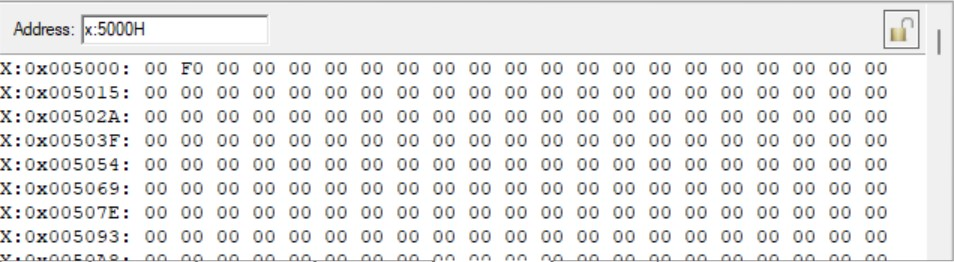 Address: x:5000H
X:0x005000: 00 F0 00 00 00 00 00 00 00 00 00 00 00 00 00 00 00 00 00 00 00
X:0x005015: 00 00 00 00 00 00 00 00 00 00 00 00 00 00 00 00 00 00 00 00 00
X:0x00502A: 00 00 00 00 00 00 00 00 00 00 00 00 00 00 00 00 00 00 00 00 00
X:0x00503F: 00 00 00 00 00 00 00 00 00 00 00 00 00 00 00 00 00 00 00 00 00
X:0x005054: 00 00 00 00 00 00 00 00 00 00 00 00 00 00 00 00 00 00 00 00 00
X:0x005069: 00 00 00 00 00 00 00 00 00 00 00 00 00 00 00 00 00 00 00 00 00
X:0x00507E: 00 00 00 00 00 00 00 00 00 00 00 00 00 00 00 00 00 00 00 00 00
X:0x005093: 00 00 00 00 00 00 00 00 00 00 00 00 00 00 00 00 00 00 00 00 00